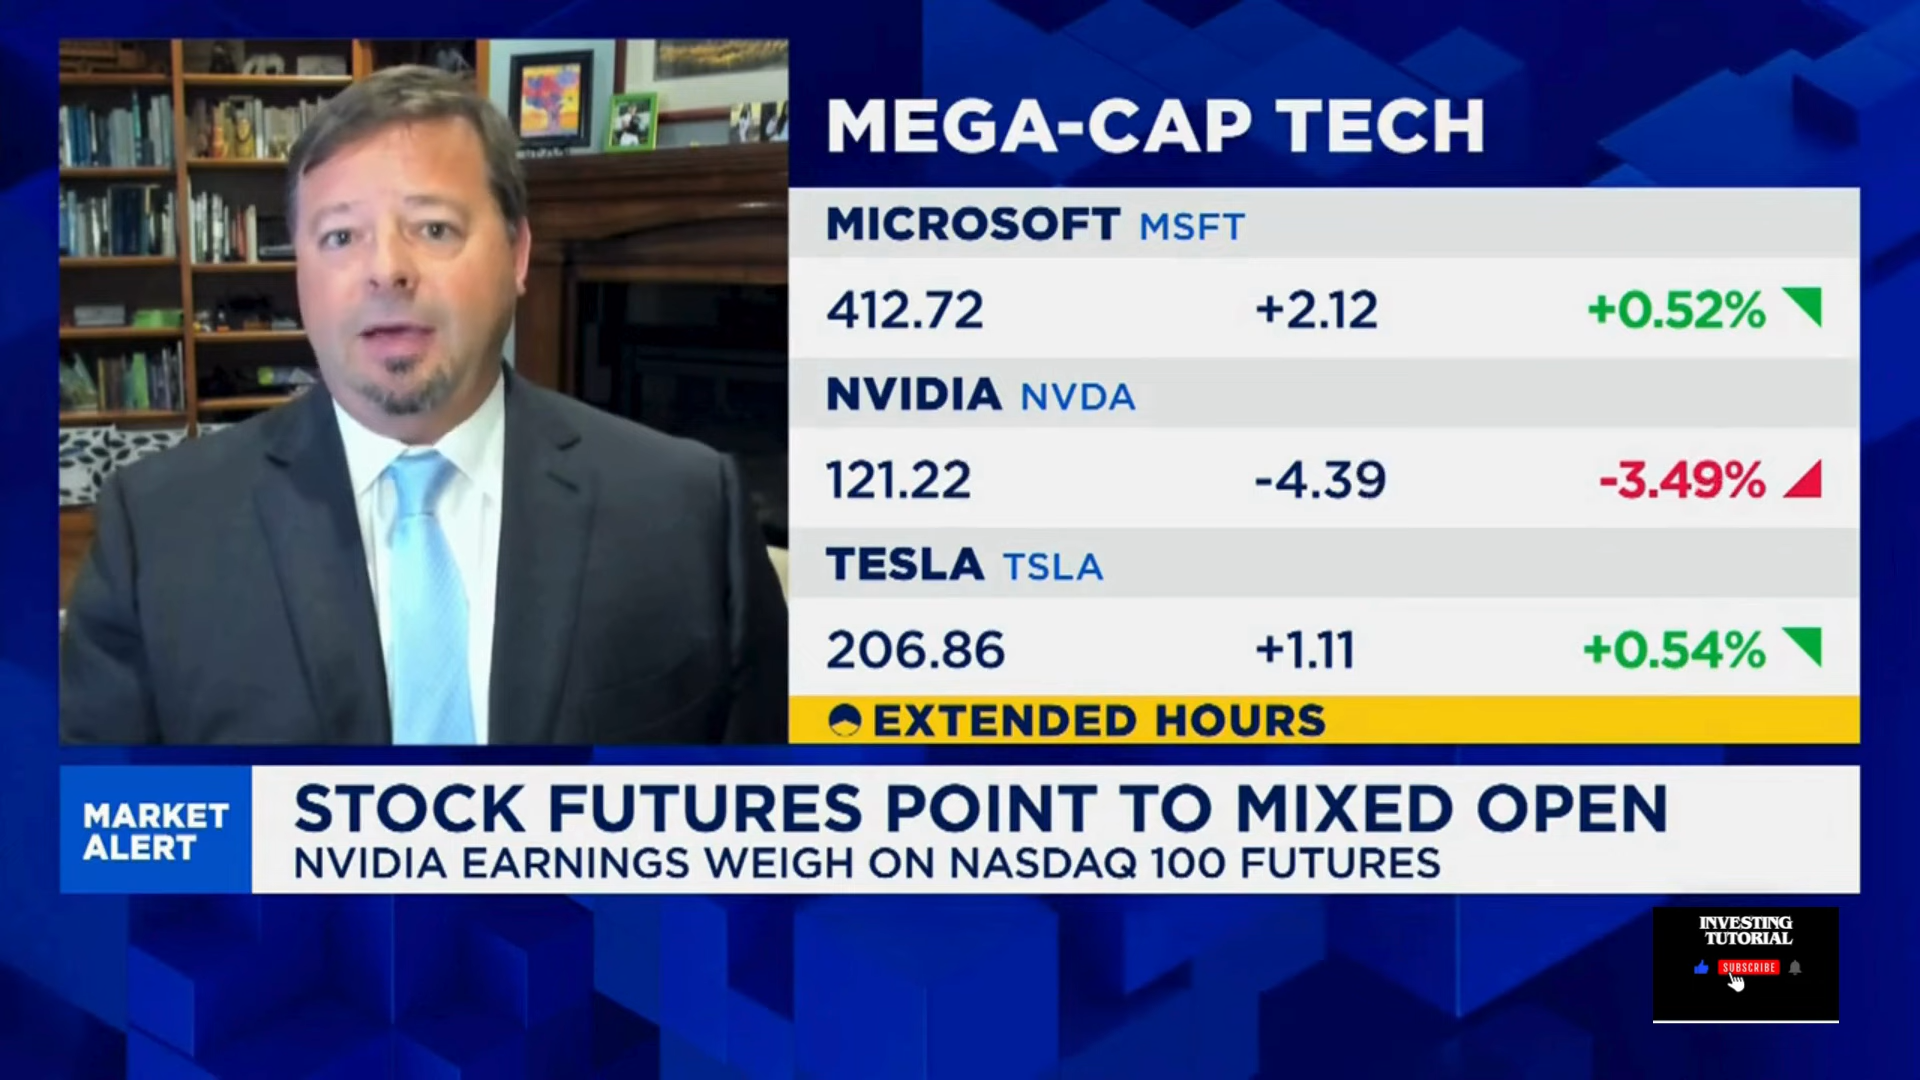 MEGA-CAP TECH
MICROSOFT MSFT
412.72 +2.12 +0.52%
NVIDIA NVDA
121.22 -4.39 -3.49%
TESLA TSLA
206.86 +1.11 +0.54%
EXTENDED HOURS
MARKET
ALERT
STOCK FUTURES POINT TO MIXED OPEN
NVIDIA EARNINGS WEIGH ON NASDAQ 100 FUTURES
INVESTING
TUTORIAL
SUBSCRIBE